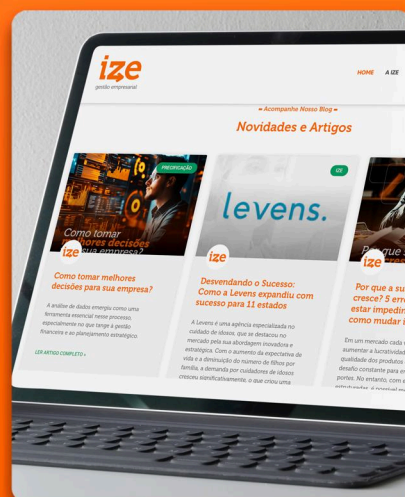 ize
gestão empresarial
HOME A IZE
Acompanhe Nosso Blog
Novidades e Artigos
PRECIFICAÇÃO
Como tomar
melhores decisões
sua empresa?
ize
Como tomar melhores
decisões para sua empresa?
A análise de dados emergiu como uma
ferramenta essencial nesse processo,
especialmente no que tange à gestão
financeira e ao planejamento estratégico
LER ARTIGO COMPLETO »
IZE
levens.
ize
Desvendando o Sucesso:
Como a Levens expandiu com
sucesso para 11 estados
A Levens é uma agência especializada no
cuidado de idosos, que se destacou no
mercado pela sua abordagem inovadora e
estratégica. Com o aumento da expectativa de
vida e a diminuição do número de filhos por
família, a demanda por cuidadores de idosos
cresceu significativamente, o que criou uma
Por que
ize
Por que a su
cresce? 5 err
estar impedin
como mudar i
Em um mercado cada
aumentar a lucratividad
qualidade dos produtos
desafio constante para e
portes. No entanto, com e